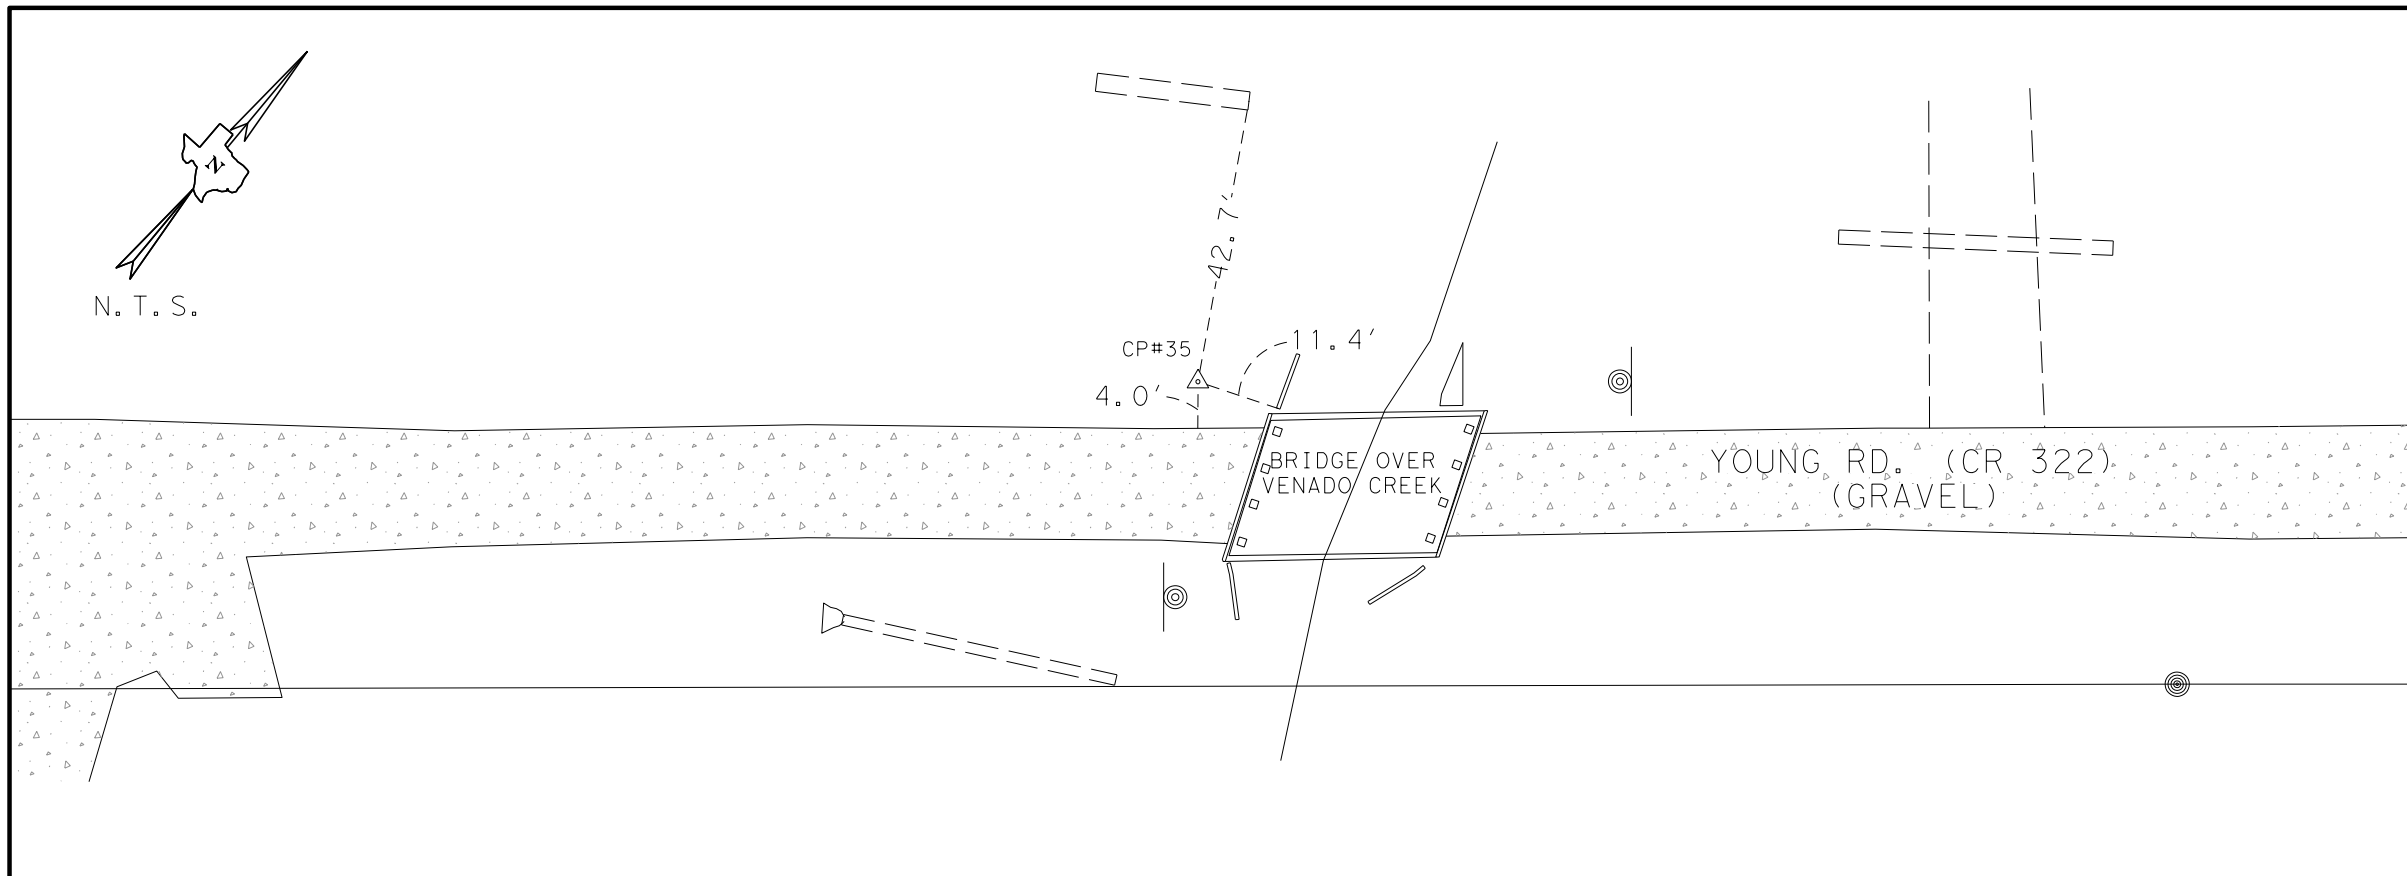 N
N.T.S.
42.7'
CP#35
11.4'
4.0'
BRIDGE OVER
VENADO CREEK
YOUNG RD. (CR 322)
(GRAVEL)